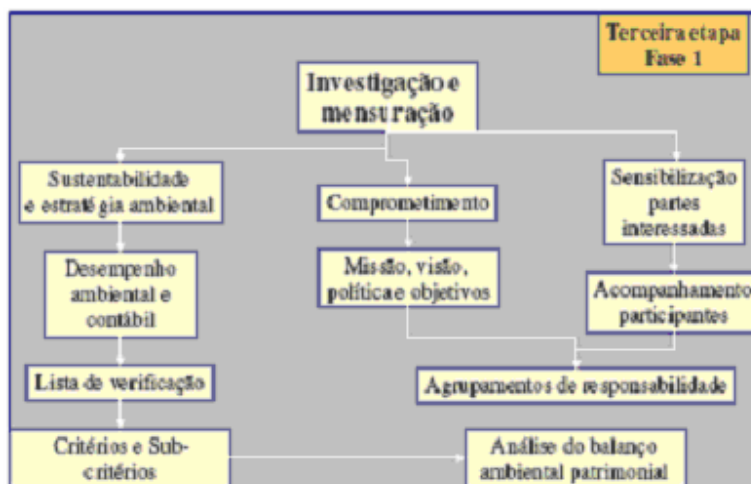 Terceira etapa
Fase 1
Investigação e
mensuração
Sustentabilidade
e estratégia ambiental
Comprometimento
Sensibilização
partes
interessadas
Desempenho
ambiental e
contábil
Missão, visão,
política e objetivos
Acompanhamento
participantes
Lista de verificação
Agrupamentos de responsabilidade
Critérios e Sub-
critérios
Análise do balanço
ambiental patrimonial